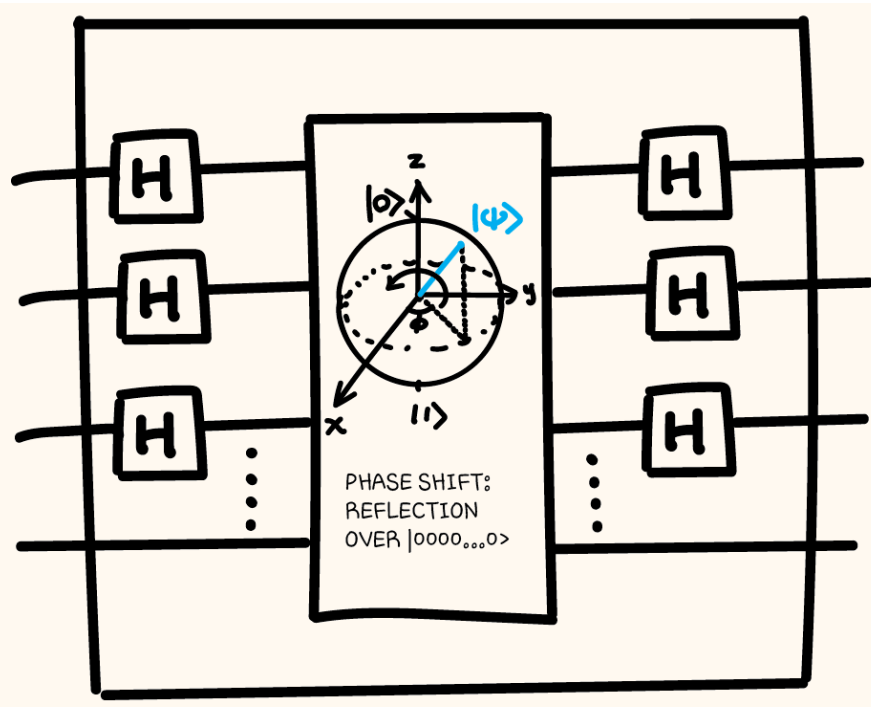 H
H
H
H
H
H
z
|0>
|ψ>
y
φ
x
|1>
PHASE SHIFT:
REFLECTION
OVER |0000...0>